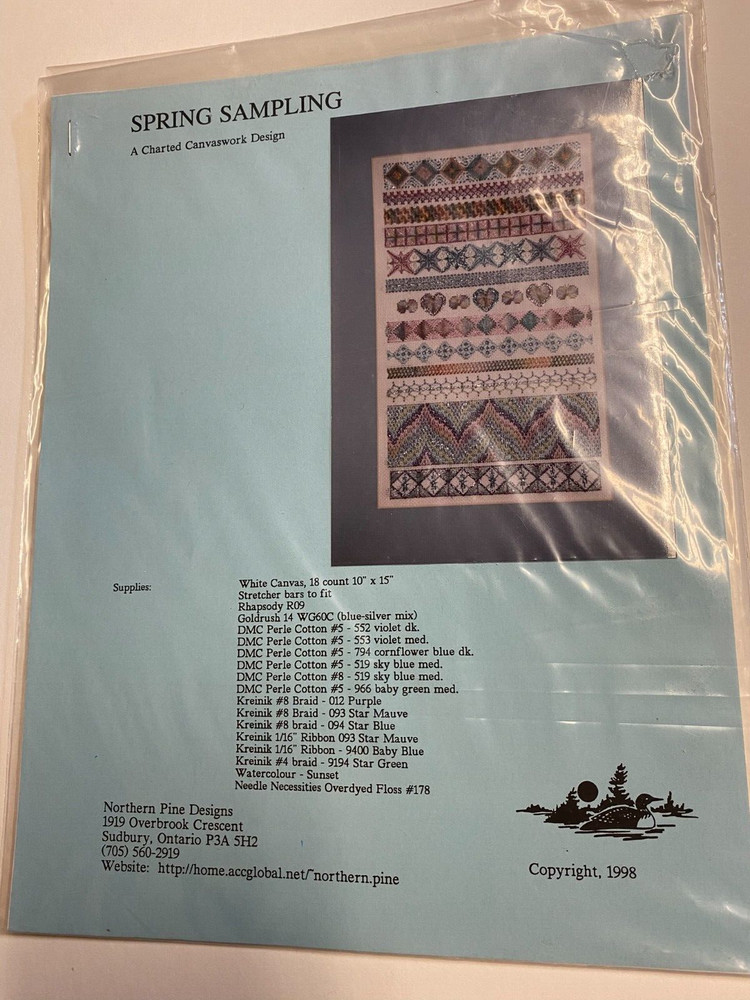 SPRING SAMPLING
A Charted Canvaswork Design
Supplies:
White Canvas, 18 count 10" x 15"
Stretcher bars to fit
Rhapsody R09
Goldrush 14 WG60C (blue-silver mix)
DMC Perle Cotton #5 - 552 violet dk.
DMC Perle Cotton #5 - 553 violet med.
DMC Perle Cotton #5 - 794 cornflower blue dk.
DMC Perle Cotton #5 - 519 sky blue med.
DMC Perle Cotton #8 - 519 sky blue med.
DMC Perle Cotton #5 - 966 baby green med.
Kreinik #8 Braid - 012 Purple
Kreinik #8 Braid - 093 Star Mauve
Kreinik #8 braid - 094 Star Blue
Kreinik 1/16" Ribbon 093 Star Mauve
Kreinik 1/16" Ribbon - 9400 Baby Blue
Kreinik #4 braid - 9194 Star Green
Watercolour - Sunset
Needle Necessities Overdyed Floss #178
Northern Pine Designs
1919 Overbrook Crescent
Sudbury, Ontario P3A 5H2
(705) 560-2919
Website: http://home.accglobal.net/~northern.pine
Copyright, 1998